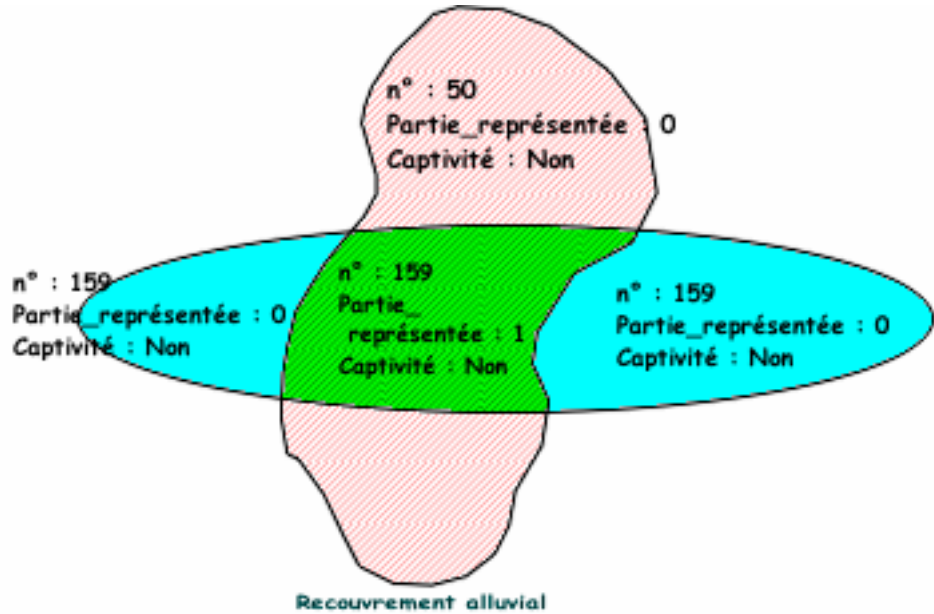 n° : 50
Partie_représentée : 0
Captivité : Non
n° : 159
Partie_représentée : 0
Captivité : Non
n° : 159
Partie_
représentée : 1
Captivité : Non
n° : 159
Partie_représentée : 0
Captivité : Non
Recouvrement alluvial